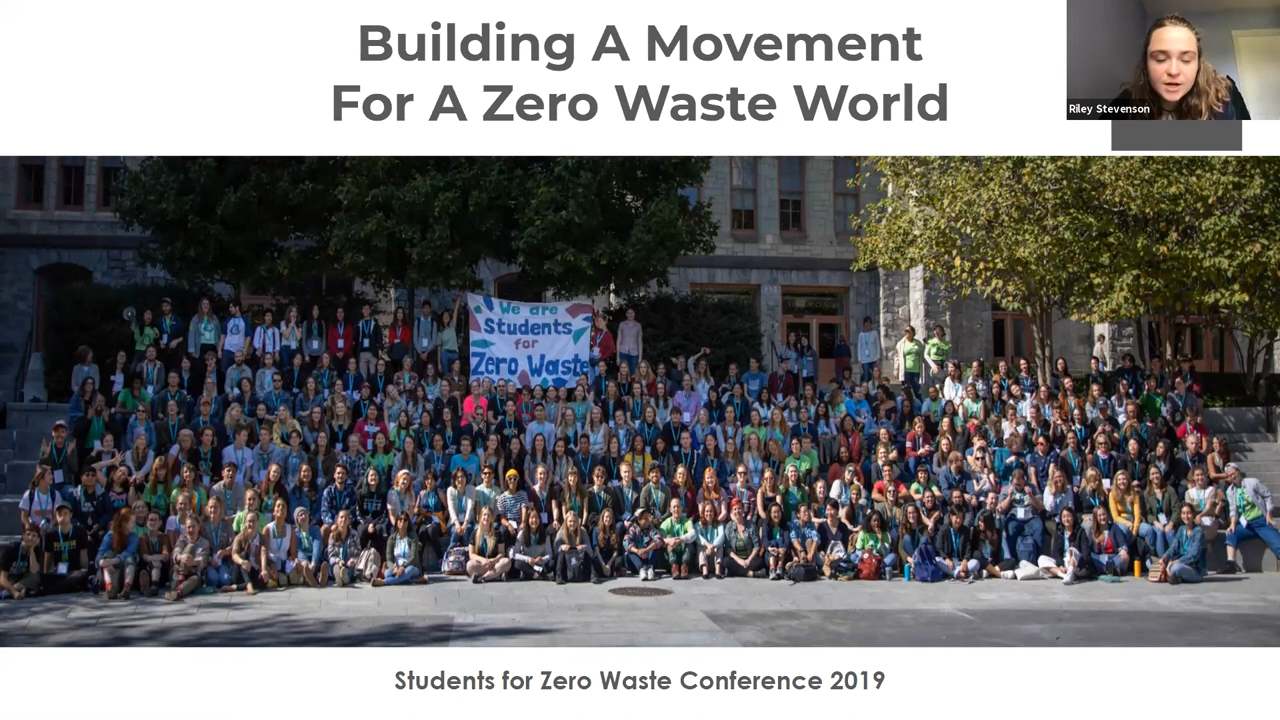 Building A Movement
For A Zero Waste World
Riley Stevenson
We are
Students
for
Zero Waste
Students for Zero Waste Conference 2019